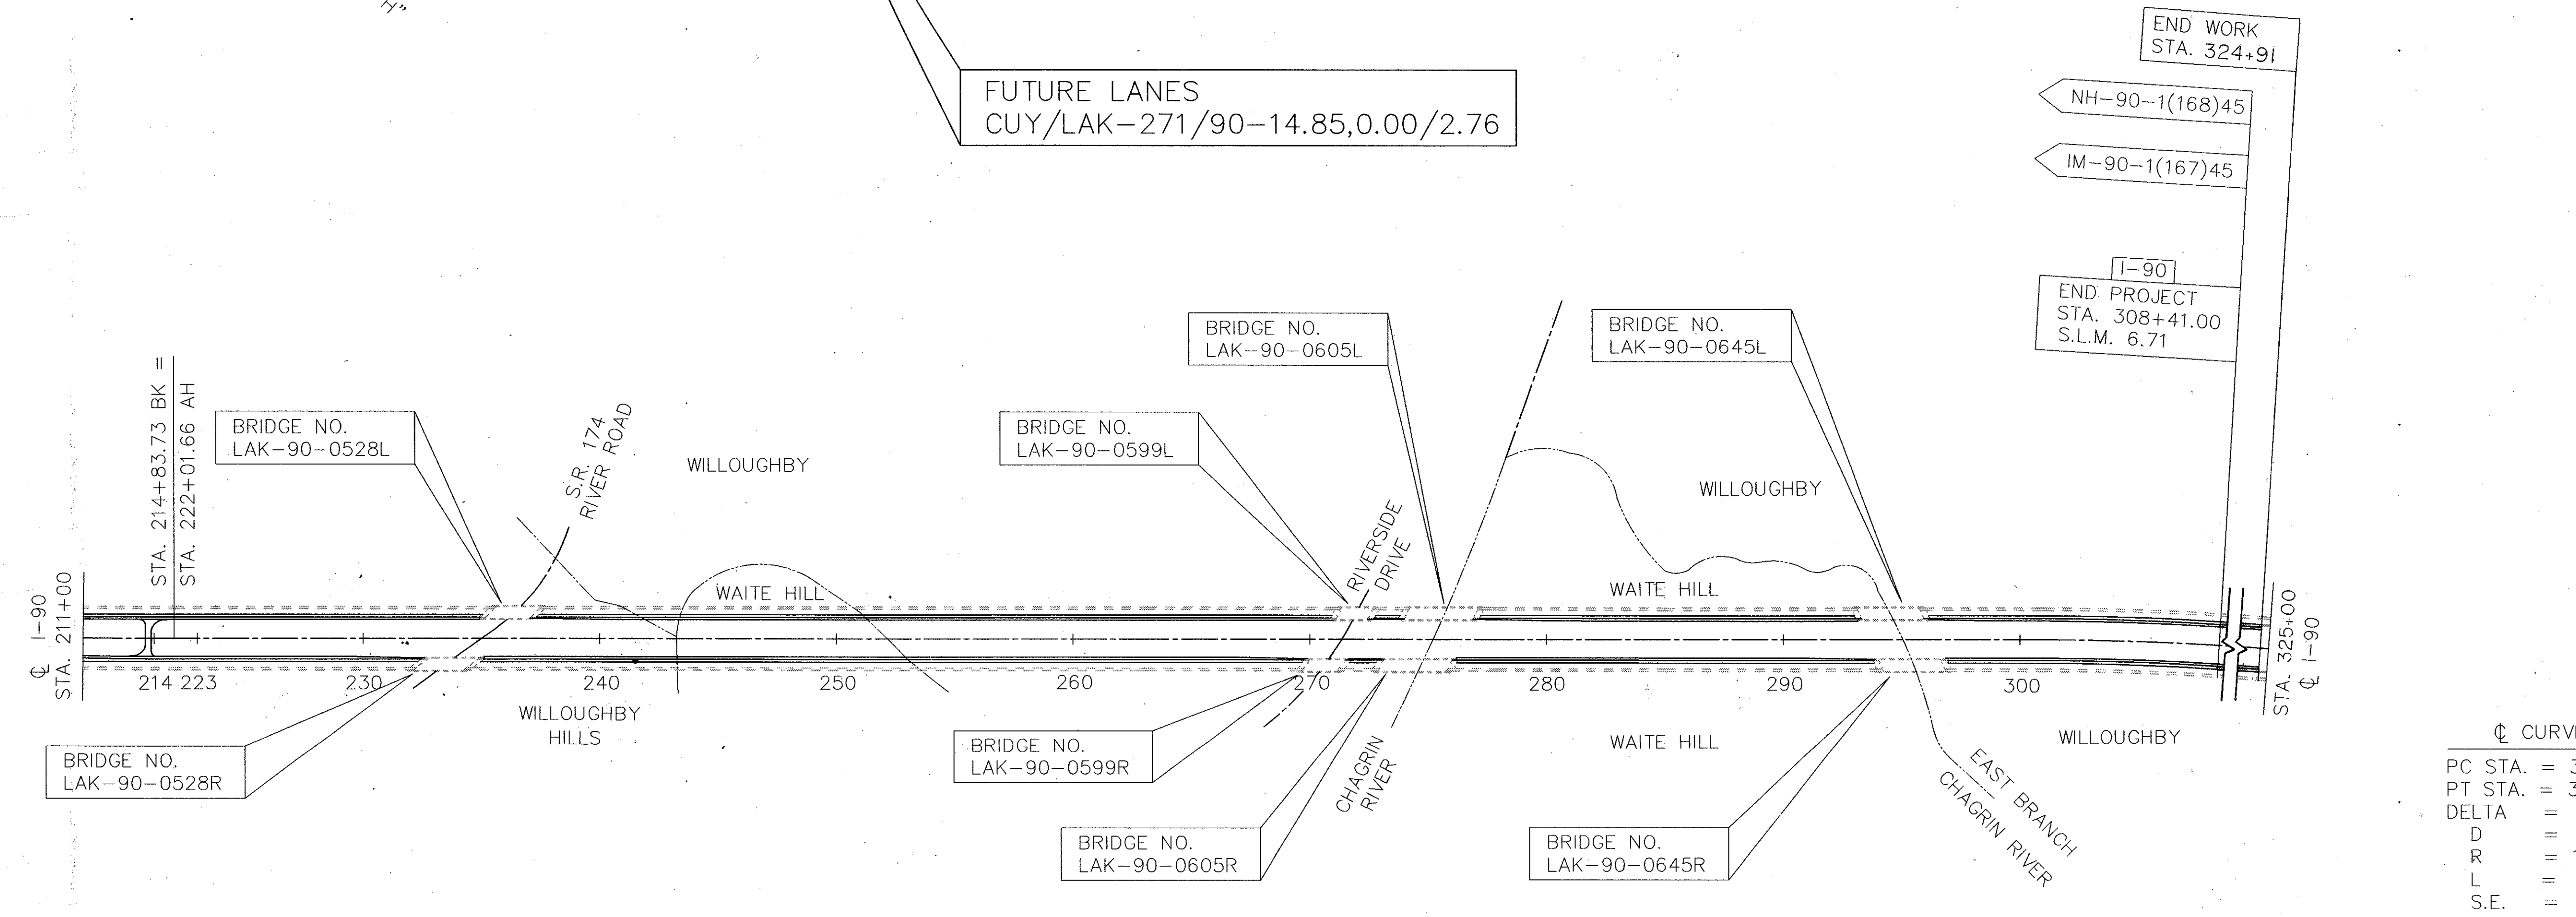 H"
FUTURE LANES
CUY/LAK-271/90-14.85,0.00/2.76
END WORK
STA. 324+91
NH-90-1(168)45
IM-90-1(167)45
I-90
END PROJECT
STA. 308+41.00
S.L.M. 6.71
BRIDGE NO.
LAK-90-0605L
BRIDGE NO.
LAK-90-0645L
STA. 214+83.73 BK =
STA. 222+01.66 AH
BRIDGE NO.
LAK-90-0528L
S.R. 174
RIVER ROAD
WILLOUGHBY
BRIDGE NO.
LAK-90-0599L
RIVERSIDE
DRIVE
WILLOUGHBY
℄ I-90
STA. 211+00
WAITE HILL
WAITE HILL
STA. 325+00
℄ I-90
214 223 230 240 250 260 270 280 290 300
WILLOUGHBY
HILLS
BRIDGE NO.
LAK-90-0528R
BRIDGE NO.
LAK-90-0599R
CHAGRIN
RIVER
WAITE HILL
EAST BRANCH
CHAGRIN RIVER
WILLOUGHBY
BRIDGE NO.
LAK-90-0605R
BRIDGE NO.
LAK-90-0645R
℄ CURV
PC STA. = 3
PT STA. = 3
DELTA =
D =
R =
L =
S.E. =